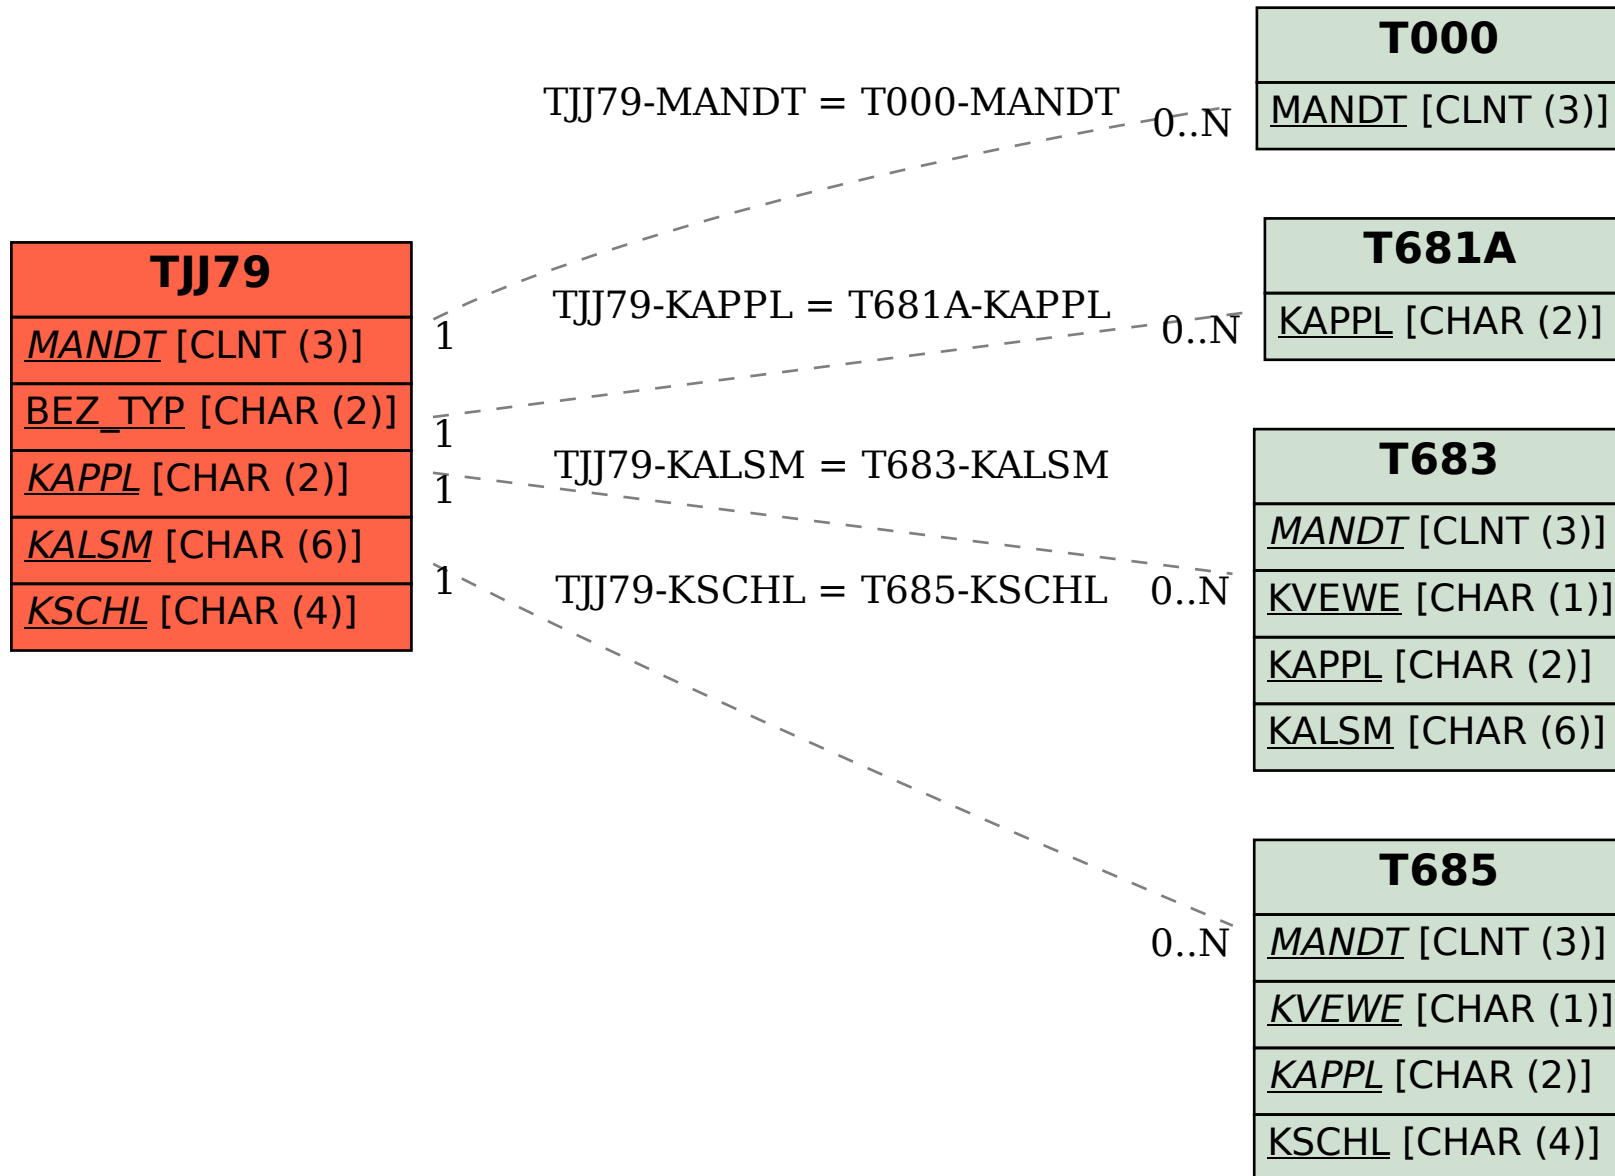 T000
MANDT [CLNT (3)]
TJJ79-MANDT = T000-MANDT
0..N
TJJ79
MANDT [CLNT (3)]
BEZ_TYP [CHAR (2)]
KAPPL [CHAR (2)]
KALSM [CHAR (6)]
KSCHL [CHAR (4)]
1
TJJ79-KAPPL = T681A-KAPPL
0..N
T681A
KAPPL [CHAR (2)]
1
TJJ79-KALSM = T683-KALSM
1
0..N
T683
MANDT [CLNT (3)]
KVEWE [CHAR (1)]
KAPPL [CHAR (2)]
KALSM [CHAR (6)]
1
TJJ79-KSCHL = T685-KSCHL
0..N
T685
MANDT [CLNT (3)]
KVEWE [CHAR (1)]
KAPPL [CHAR (2)]
KSCHL [CHAR (4)]